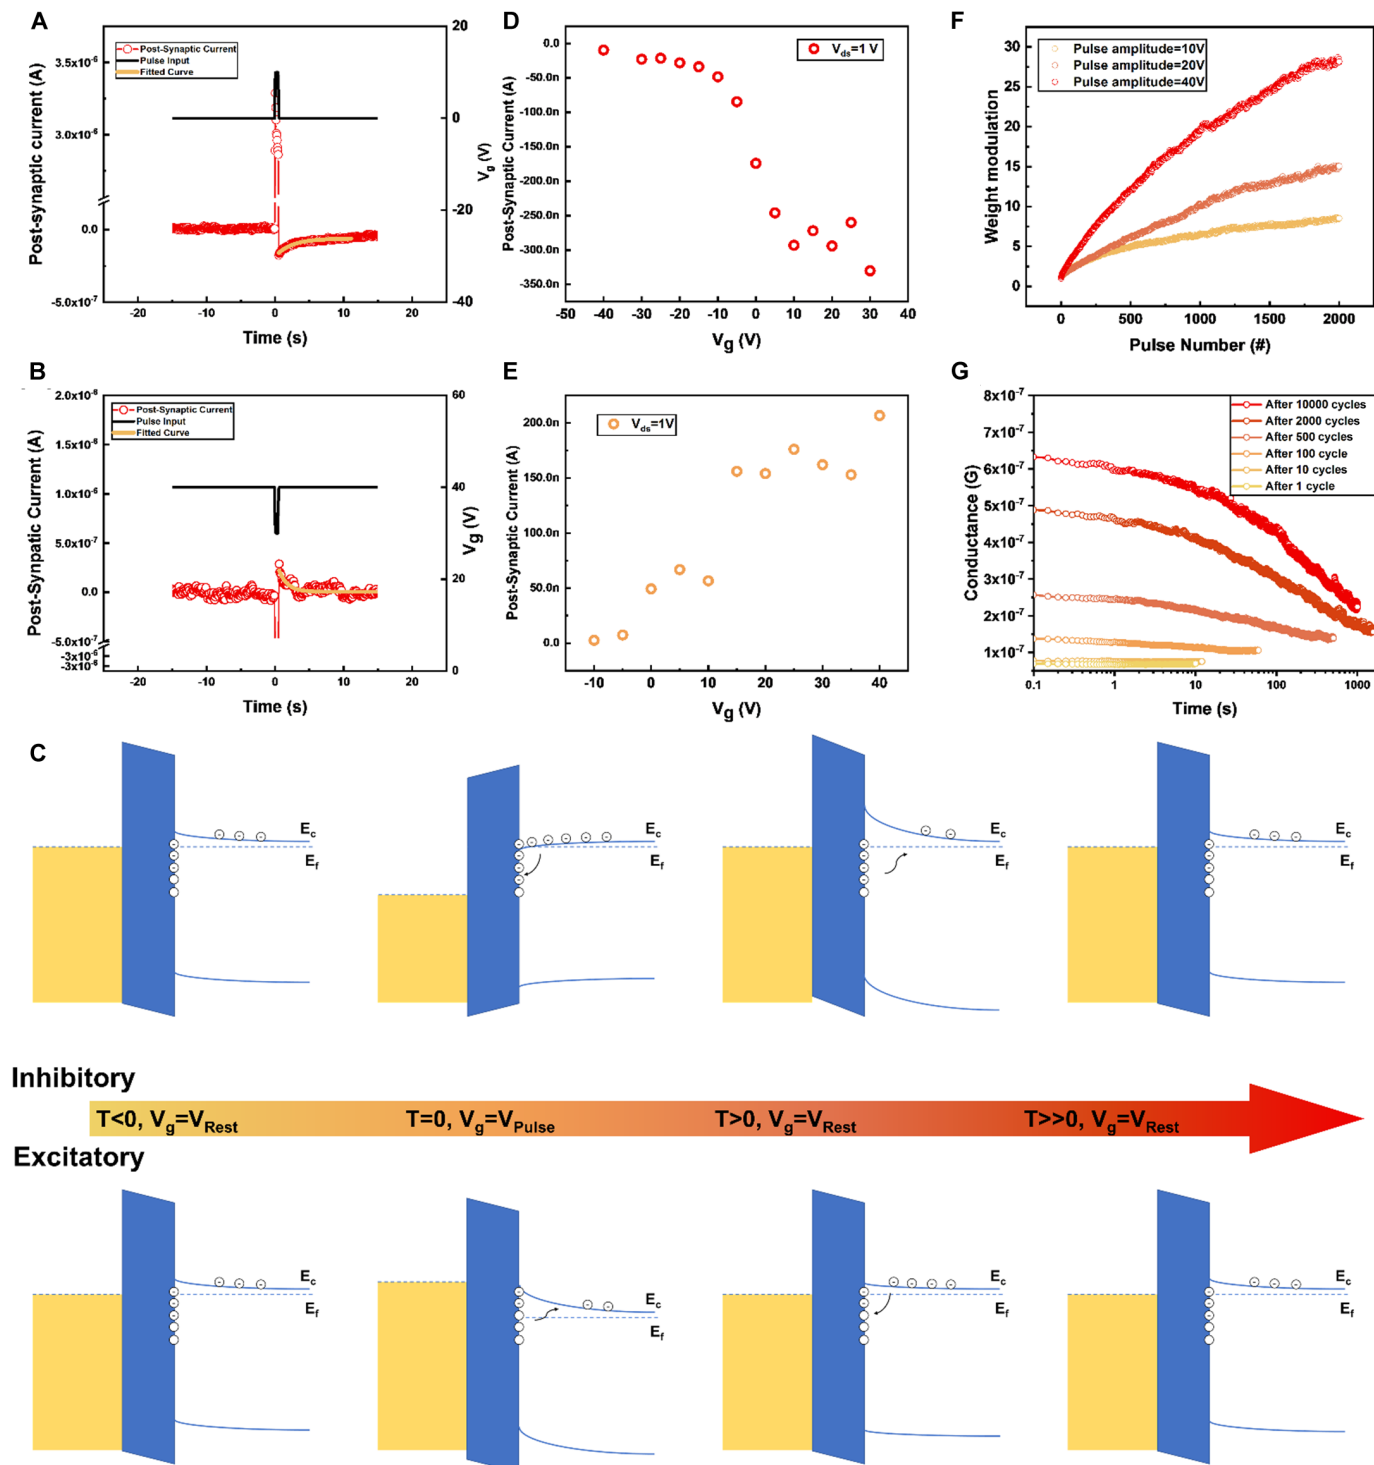 A
Post-Synaptic Current
Pulse Input
Fitted Curve
3.5x10⁻⁶
3.0x10⁻⁶
0.0
-5.0x10⁻⁷
Post-synaptic current (A)
20
0
-20
-40
Vg (V)
-20
-10
0
10
20
Time (s)
D
Vds=1 V
0.0
-50.0n
-100.0n
-150.0n
-200.0n
-250.0n
-300.0n
-350.0n
Post-Synaptic Current (A)
-50
-40
-30
-20
-10
0
10
20
30
40
Vg (V)
F
Pulse amplitude=10V
Pulse amplitude=20V
Pulse amplitude=40V
30
25
20
15
10
5
0
Weight modulation
0
500
1000
1500
2000
Pulse Number (#)
B
Post-Synaptic Current
Pulse Input
Fitted Curve
2.0x10⁻⁸
1.5x10⁻⁸
1.0x10⁻⁶
5.0x10⁻⁷
0.0
-5.0x10⁻⁷
-3x10⁻⁶
-3x10⁻⁸
Post-Synpatic Current (A)
60
40
20
0
Vg (V)
-20
-10
0
10
20
Time (s)
E
Vds=1V
200.0n
150.0n
100.0n
50.0n
0.0
Post-Synaptic Current (A)
-10
0
10
20
30
40
Vg (V)
G
After 10000 cycles
After 2000 cycles
After 500 cycles
After 100 cycle
After 10 cycles
After 1 cycle
8x10⁻⁷
7x10⁻⁷
6x10⁻⁷
5x10⁻⁷
4x10⁻⁷
3x10⁻⁷
2x10⁻⁷
1x10⁻⁷
Conductance (G)
0.1
1
10
100
1000
Time (s)
C
Ec
Ef
Ec
Ef
Ec
Ef
Ec
Ef
Inhibitory
T<0, Vg=VRest
T=0, Vg=VPulse
T>0, Vg=VRest
T>>0, Vg=VRest
Excitatory
Ec
Ef
Ec
Ef
Ec
Ef
Ec
Ef